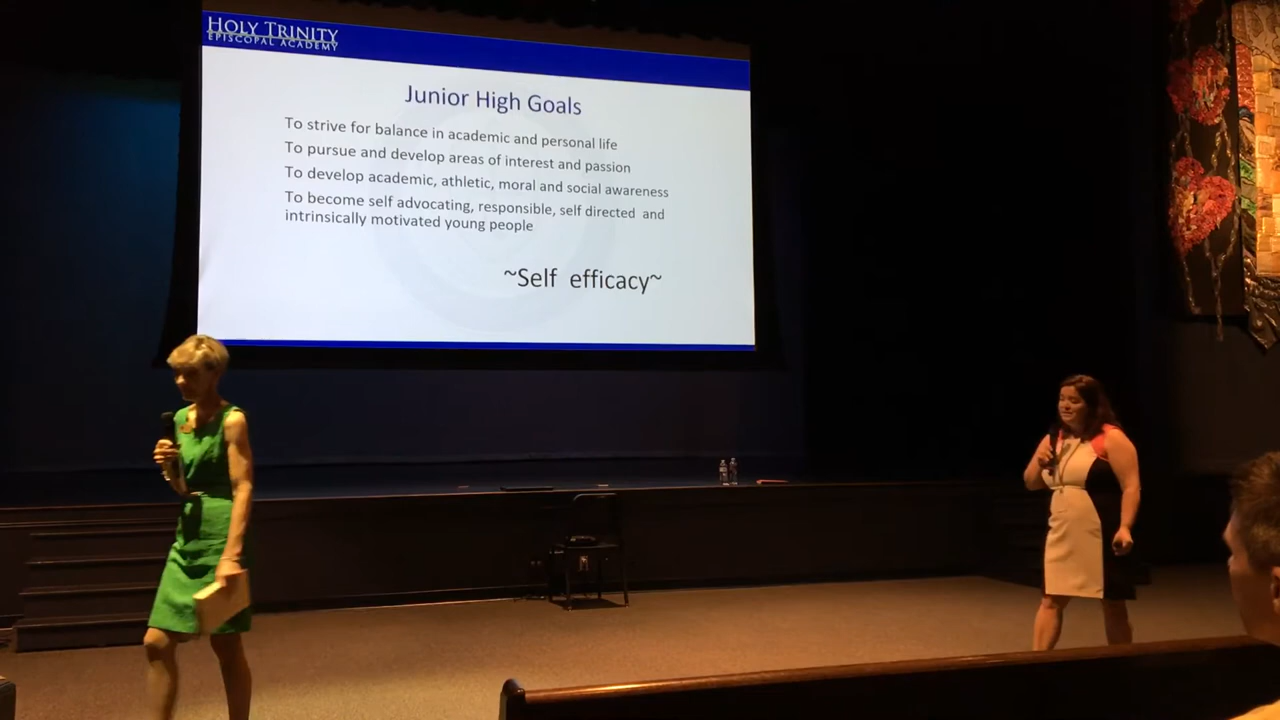 HOLY TRINITY
EPISCOPAL ACADEMY
Junior High Goals
To strive for balance in academic and personal life
To pursue and develop areas of interest and passion
To develop academic, athletic, moral and social awareness
To become self advocating, responsible, self directed and
intrinsically motivated young people
~Self efficacy~